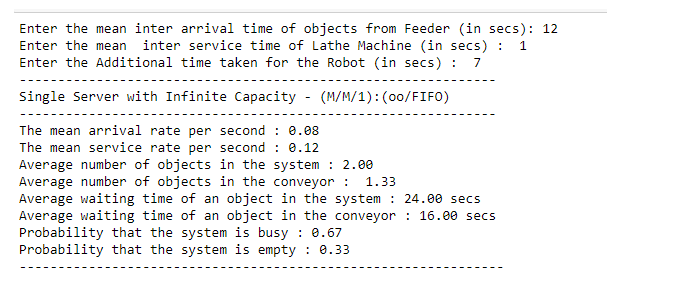 Enter the mean inter arrival time of objects from Feeder (in secs): 12
Enter the mean  inter service time of Lathe Machine (in secs) :  1
Enter the Additional time taken for the Robot (in secs) :  7
---------------------------------------------------------------
Single Server with Infinite Capacity - (M/M/1):(oo/FIFO)
---------------------------------------------------------------
The mean arrival rate per second : 0.08
The mean service rate per second : 0.12
Average number of objects in the system : 2.00
Average number of objects in the conveyor :  1.33
Average waiting time of an object in the system : 24.00 secs
Average waiting time of an object in the conveyor : 16.00 secs
Probability that the system is busy : 0.67
Probability that the system is empty : 0.33
----------------------------------------------------------------